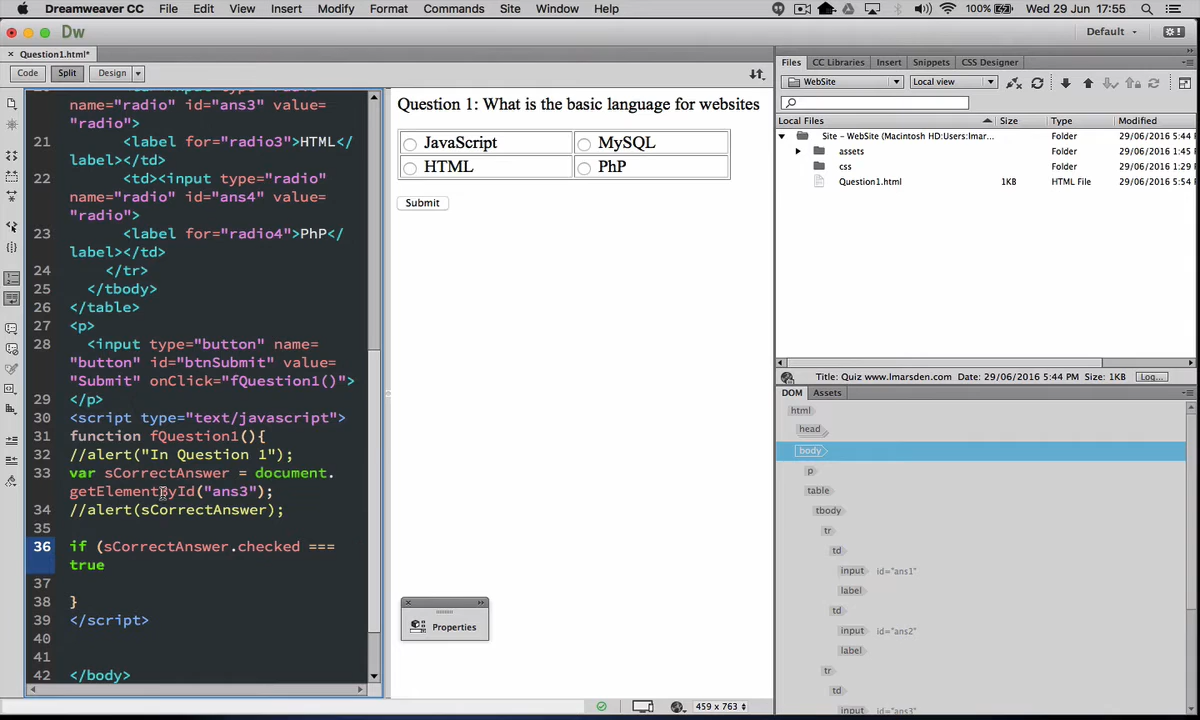 Dreamweaver CC File Edit View Insert Modify Format Commands Site Window Help 100% Wed 29 Jun 17:55
Dw Default
× Question1.html*
Code Split Design
name="radio" id="ans3" value=
"radio">
21 <label for="radio3">HTML</
label></td>
22 <td><input type="radio"
name="radio" id="ans4" value=
"radio">
23 <label for="radio4">PhP</
label></td>
24 </tr>
25 </tbody>
26 </table>
27 <p>
28 <input type="button" name=
"button" id="btnSubmit" value=
"Submit" onClick="fQuestion1()">
29 </p>
30 <script type="text/javascript">
31 function fQuestion1(){
32 //alert("In Question 1");
33 var sCorrectAnswer = document.
getElementById("ans3");
34 //alert(sCorrectAnswer);
35
36 if (sCorrectAnswer.checked ===
true
37
38 }
39 </script>
40
41
42 </body>
Question 1: What is the basic language for websites
JavaScript MySQL
HTML PhP
Submit
Properties
459 x 763
Files CC Libraries Insert Snippets CSS Designer
WebSite Local view
Local Files Size Type Modified
Site - WebSite (Macintosh HD:Users:lmar... Folder 29/06/2016 5:54
assets Folder 29/06/2016 1:45
css Folder 29/06/2016 1:29
Question1.html 1KB HTML File 29/06/2016 5:44
Title: Quiz www.lmarsden.com Date: 29/06/2016 5:44 PM Size: 1KB Log...
DOM Assets
html
head
body
p
table
tbody
tr
td
input id="ans1"
label
td
input id="ans2"
label
tr
td
input id="ans3"